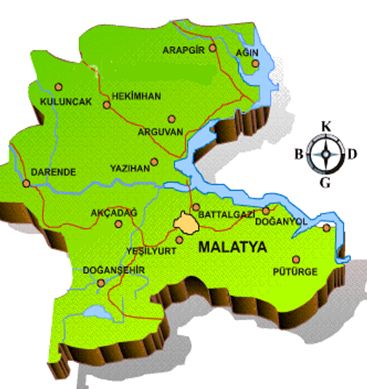 ARAPGİR
AĞIN
KULUNCAK
HEKİMHAN
ARGUVAN
K
B
D
G
YAZIHAN
DARENDE
AKÇADAĞ
BATTALGAZİ
DOĞANYOL
YEŞİLYURT
MALATYA
DOĞANŞEHİR
PÜTÜRGE